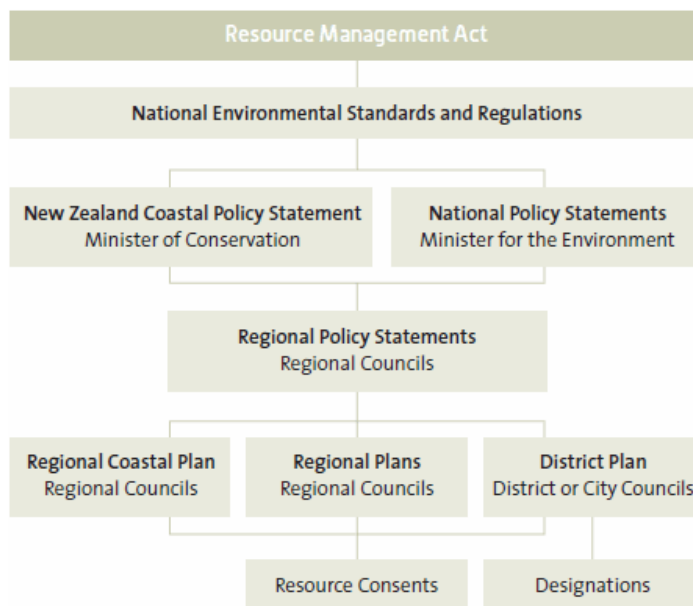 Resource Management Act
National Environmental Standards and Regulations
New Zealand Coastal Policy Statement
Minister of Conservation
National Policy Statements
Minister for the Environment
Regional Policy Statements
Regional Councils
Regional Coastal Plan
Regional Councils
Regional Plans
Regional Councils
District Plan
District or City Councils
Resource Consents
Designations